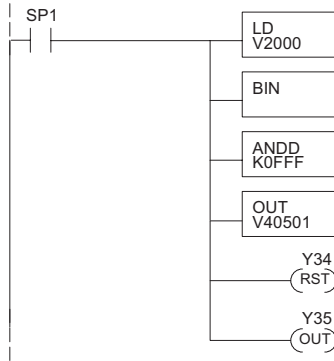 SP1
LD
V2000
BIN
ANDD
K0FFF
OUT
V40501
Y34
RST
Y35
OUT